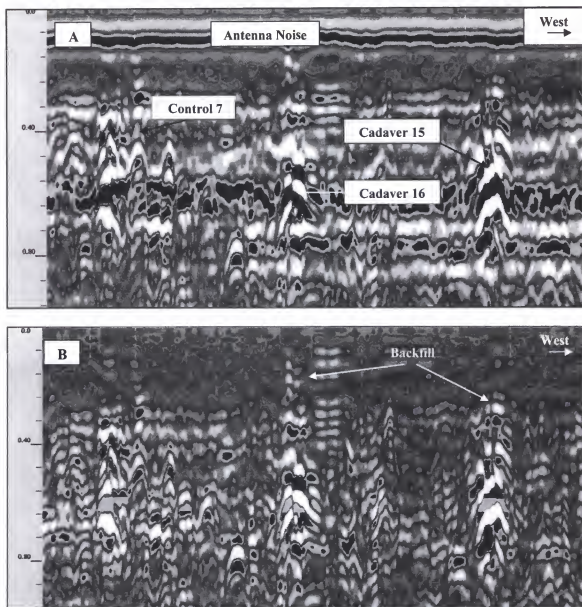 0.0
A
Antenna Noise
West
Control 7
0.40
Cadaver 15
Cadaver 16
0.80
0.0
B
Backfill
West
0.40
0.80